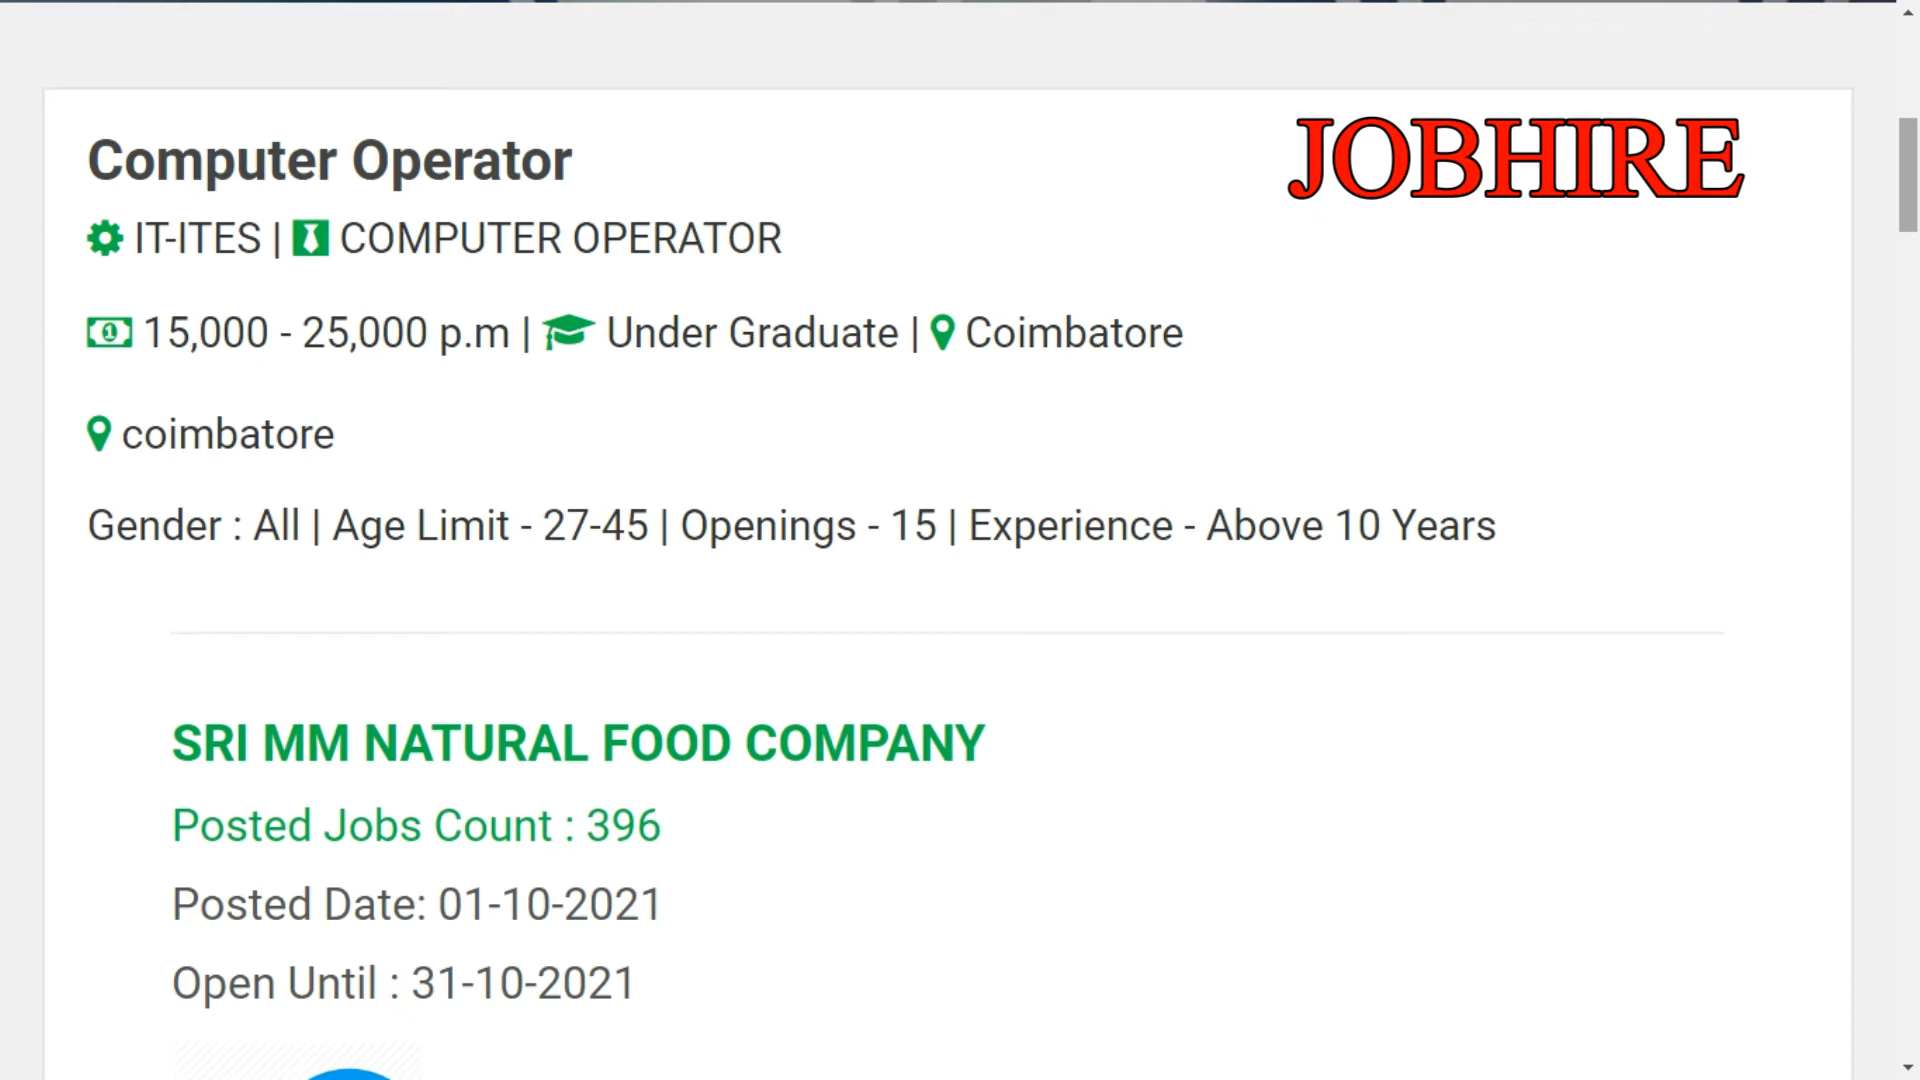 Computer Operator
JOBHIRE
IT-ITES | COMPUTER OPERATOR
15,000 - 25,000 p.m | Under Graduate | Coimbatore
coimbatore
Gender : All | Age Limit - 27-45 | Openings - 15 | Experience - Above 10 Years
SRI MM NATURAL FOOD COMPANY
Posted Jobs Count : 396
Posted Date: 01-10-2021
Open Until : 31-10-2021